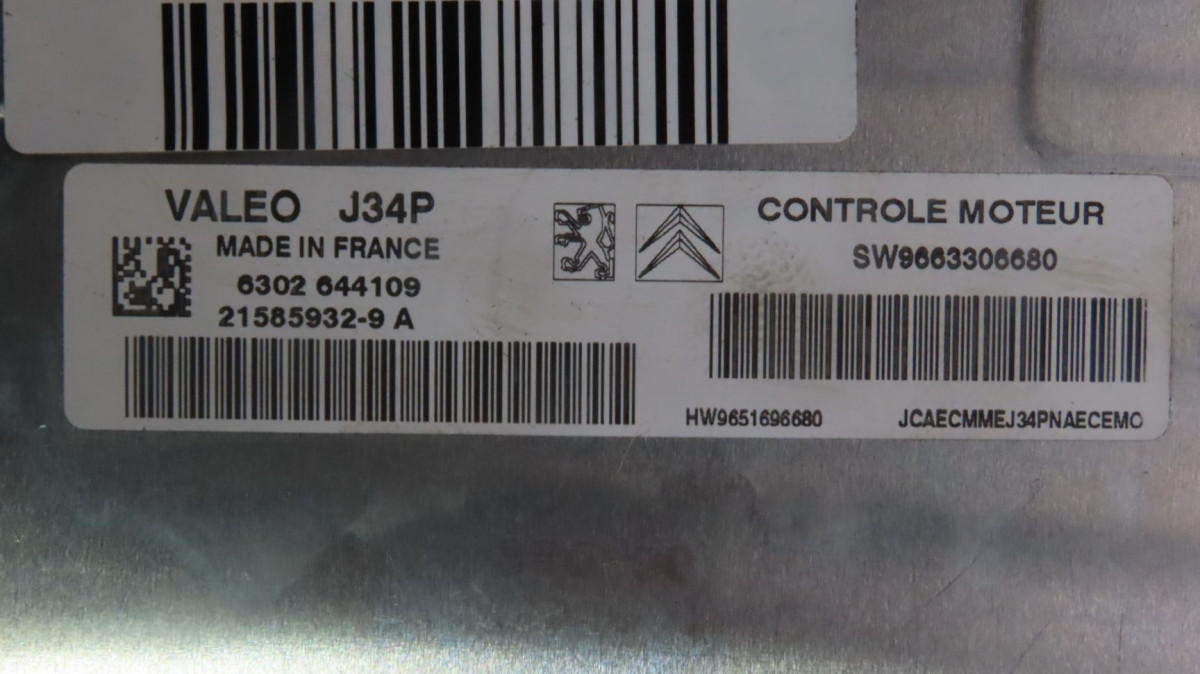 VALEO J34P
MADE IN FRANCE
6302 644109
21585932-9 A
CONTROLE MOTEUR
SW9663306680
HW9651696680
JCAECMMEJ34PNAECEMO